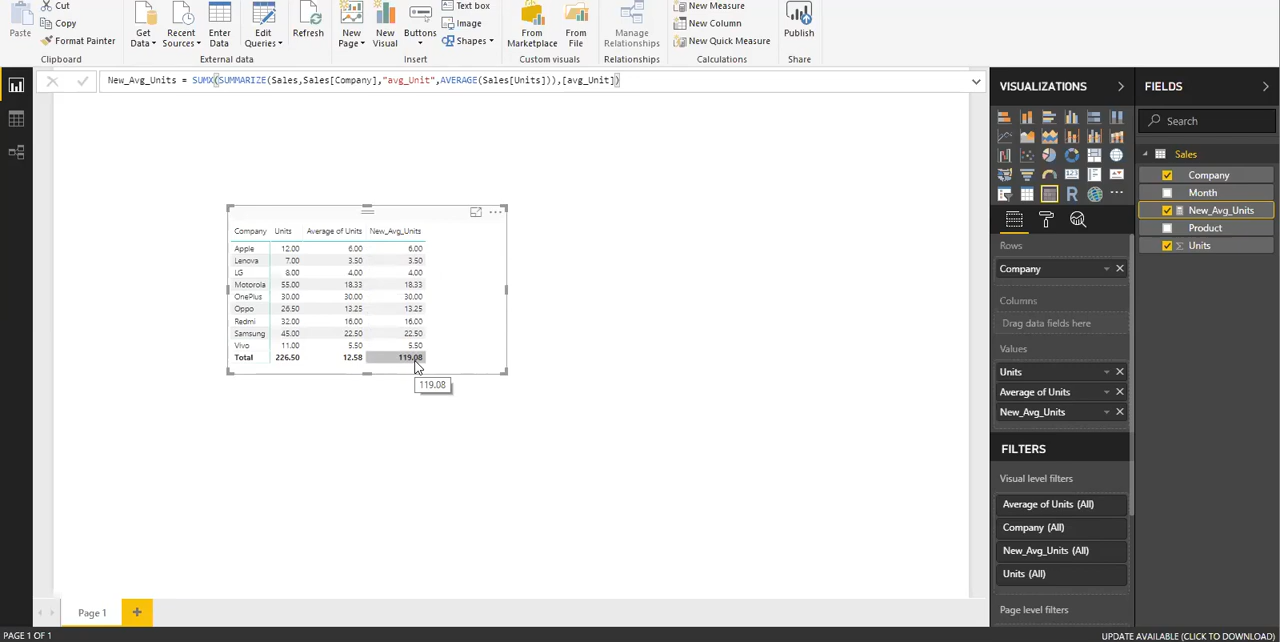 Cut
Copy
Paste
Format Painter
Clipboard
Get Data
Recent Sources
Enter Data
Edit Queries
Refresh
External data
New Page
New Visual
Buttons
Text box
Image
Shapes
Insert
From Marketplace
From File
Custom visuals
Manage Relationships
Relationships
New Measure
New Column
New Quick Measure
Calculations
Publish
Share
New_Avg_Units = SUMX(SUMMARIZE(Sales,Sales[Company],"avg_Unit",AVERAGE(Sales[Units])),[avg_Unit])
Company Units Average of Units New_Avg_Units
Apple 12.00 6.00 6.00
Lenova 7.00 3.50 3.50
LG 8.00 4.00 4.00
Motorola 55.00 18.33 18.33
OnePlus 30.00 30.00 30.00
Oppo 26.50 13.25 13.25
Redmi 32.00 16.00 16.00
Samsung 45.00 22.50 22.50
Vivo 11.00 5.50 5.50
Total 226.50 12.58 119.08
119.08
VISUALIZATIONS
R
Rows
Company
Columns
Drag data fields here
Values
Units
Average of Units
New_Avg_Units
FILTERS
Visual level filters
Average of Units (All)
Company (All)
New_Avg_Units (All)
Units (All)
Page level filters
FIELDS
Search
Sales
Company
Month
New_Avg_Units
Product
Units
Page 1
PAGE 1 OF 1
UPDATE AVAILABLE (CLICK TO DOWNLOAD)